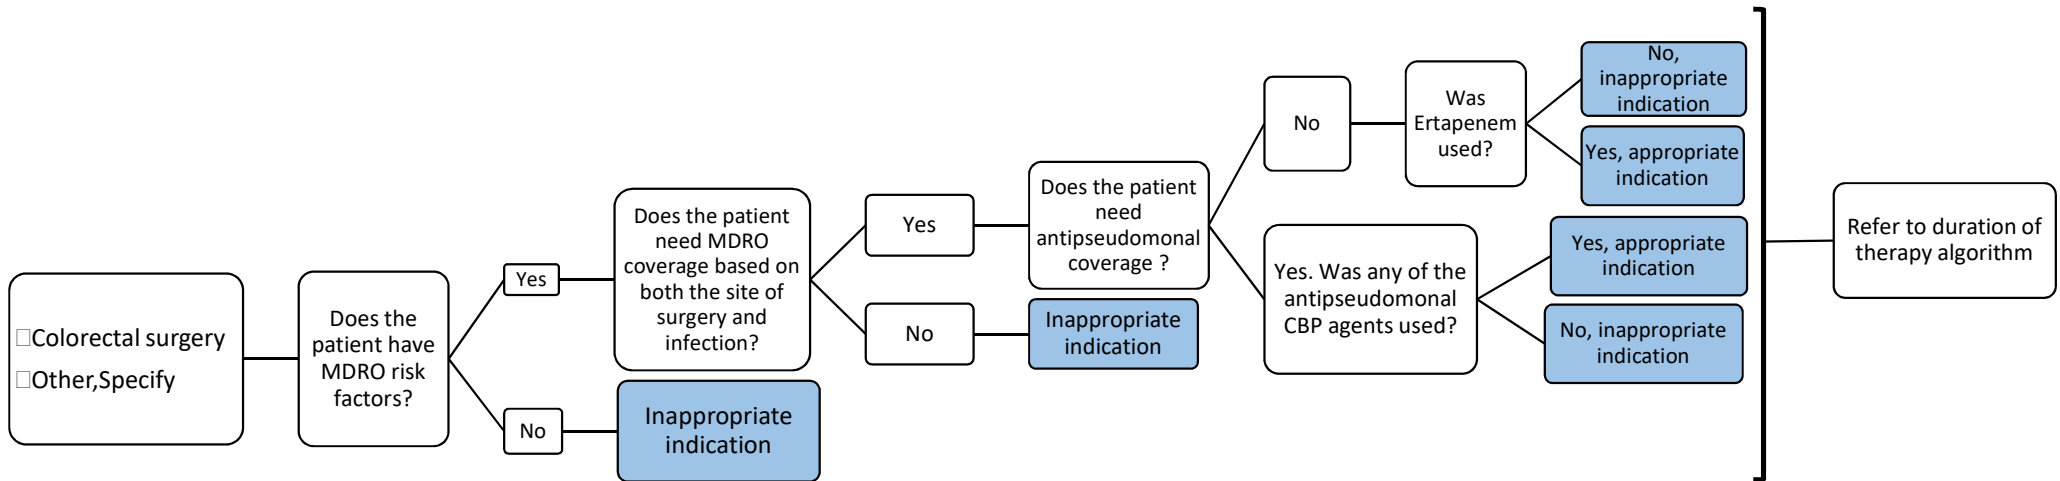 □Colorectal surgery
□Other,Specify
Does the
patient have
MDRO risk
factors?
Yes
No
Does the patient
need MDRO
coverage based on
both the site of
surgery and
infection?
Inappropriate
indication
Yes
No
Does the patient
need
antipseudomonal
coverage ?
Inappropriate
indication
No
Yes. Was any of the
antipseudomonal
CBP agents used?
Was
Ertapenem
used?
No,
inappropriate
indication
Yes, appropriate
indication
Yes, appropriate
indication
No, inappropriate
indication
Refer to duration of
therapy algorithm